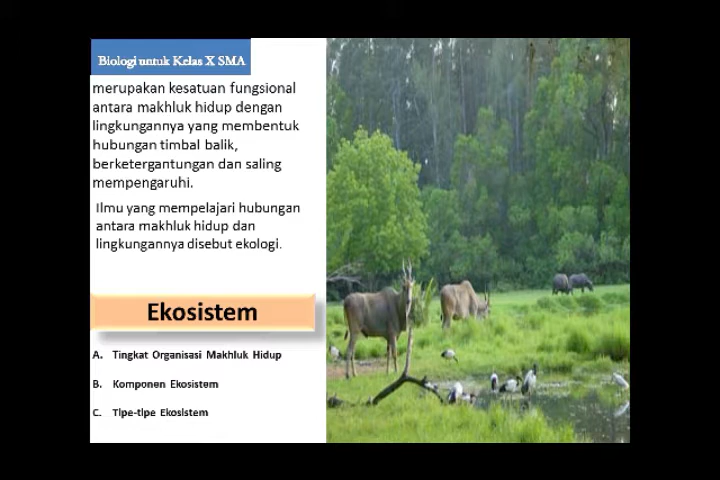 Biologi untuk Kelas X SMA
merupakan kesatuan fungsional
antara makhluk hidup dengan
lingkungannya yang membentuk
hubungan timbal balik,
berketergantungan dan saling
mempengaruhi.
Ilmu yang mempelajari hubungan
antara makhluk hidup dan
lingkungannya disebut ekologi.
Ekosistem
A. Tingkat Organisasi Makhluk Hidup
B. Komponen Ekosistem
C. Tipe-tipe Ekosistem